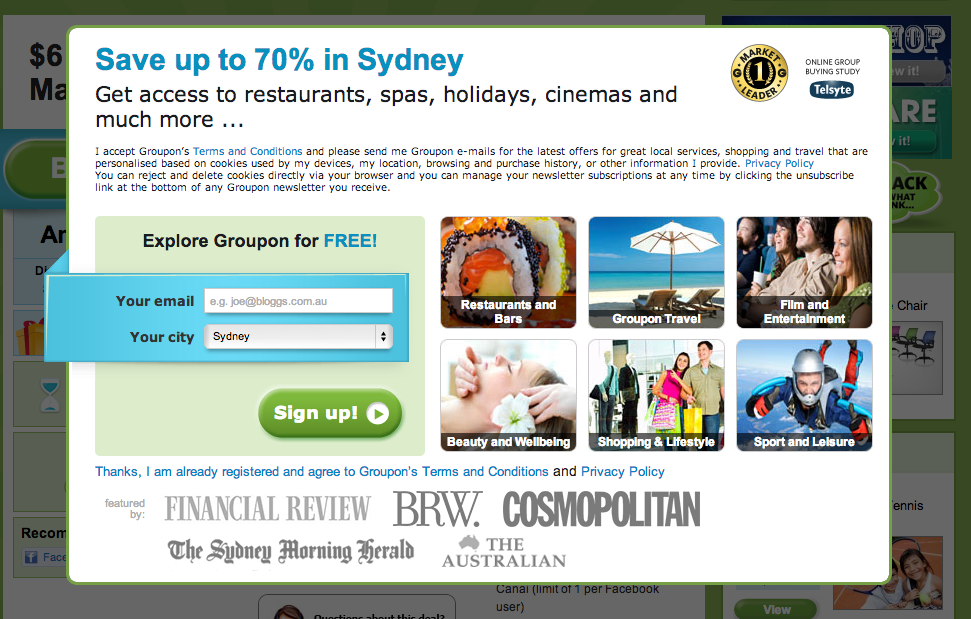 Save up to 70% in Sydney
Get access to restaurants, spas, holidays, cinemas and
much more ...
MARKET
1
LEADER
ONLINE GROUP
BUYING STUDY
Telsyte
I accept Groupon's Terms and Conditions and please send me Groupon e-mails for the latest offers for great local services, shopping and travel that are
personalised based on cookies used by my devices, my location, browsing and purchase history, or other information I provide. Privacy Policy
You can reject and delete cookies directly via your browser and you can manage your newsletter subscriptions at any time by clicking the unsubscribe
link at the bottom of any Groupon newsletter you receive.
Explore Groupon for FREE!
Your email
e.g. joe@bloggs.com.au
Your city
Sydney
Sign up!
Restaurants and
Bars
Groupon Travel
Film and
Entertainment
Beauty and Wellbeing
Shopping & Lifestyle
Sport and Leisure
Thanks, I am already registered and agree to Groupon's Terms and Conditions and Privacy Policy
featured
by:
FINANCIAL REVIEW
BRW.
COSMOPOLITAN
The Sydney Morning Herald
THE
AUSTRALIAN
$6
Ma
B
Recom
Face
Canal (limit of 1 per Facebook
user)
Questions about this deal?
HOP
w it!
ARE
w it!
ACK
WHAT
NK...
e Chair
ennis
View